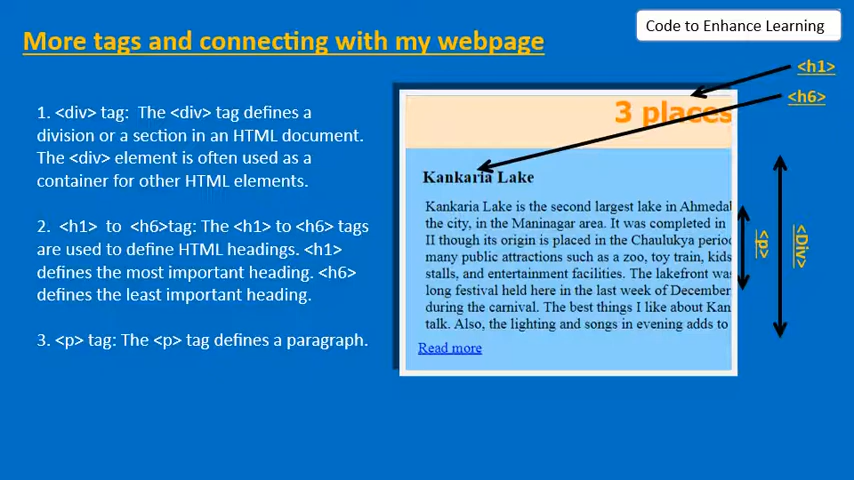 Code to Enhance Learning
More tags and connecting with my webpage
1. <div> tag:  The <div> tag defines a
division or a section in an HTML document.
The <div> element is often used as a
container for other HTML elements.
2.  <h1>  to  <h6>tag: The <h1> to <h6> tags
are used to define HTML headings. <h1>
defines the most important heading. <h6>
defines the least important heading.
3. <p> tag: The <p> tag defines a paragraph.
<h1>
<h6>
3 places
Kankaria Lake
Kankaria Lake is the second largest lake in Ahmedal
the city, in the Maninagar area. It was completed in
II though its origin is placed in the Chaulukya perio
many public attractions such as a zoo, toy train, kids
stalls, and entertainment facilities. The lakefront was
long festival held here in the last week of December
during the carnival. The best things I like about Kan
talk. Also, the lighting and songs in evening adds to
Read more
<p>
<Div>